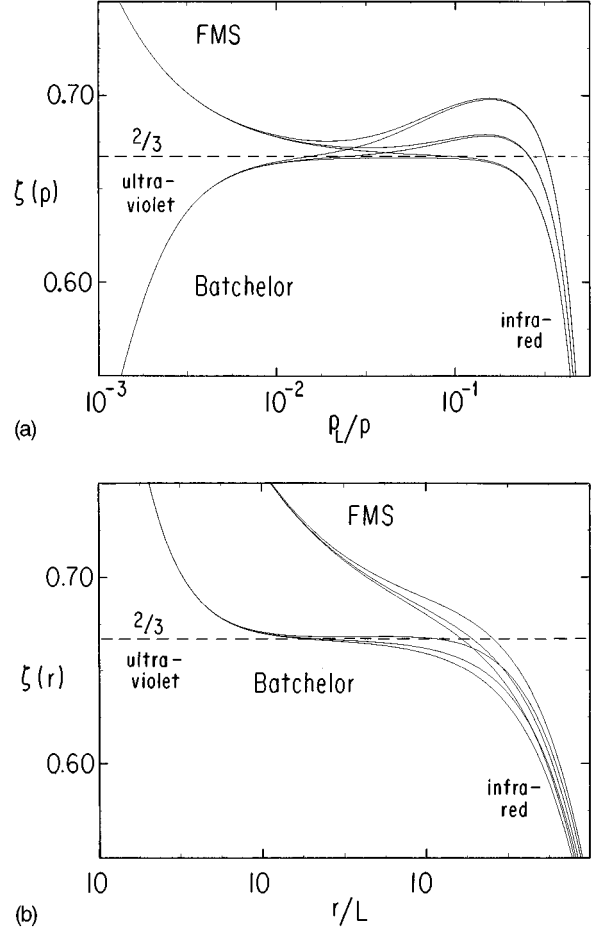 FMS
0.70
2/3
ζ(p)
ultra-
violet
Batchelor
0.60
infra-
red
10⁻³
10⁻²
10⁻¹
p_L/p
(a)
FMS
0.70
2/3
ζ(r)
ultra-
violet
Batchelor
0.60
infra-
red
10
10
10
r/L
(b)